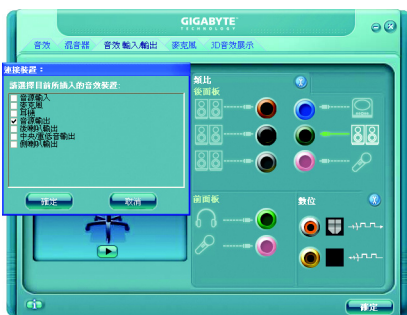 GIGABYTE
TECHNOLOGY
音效 混音器 音效輸入/輸出 麥克風 3D音效展示
連接裝置：
請選擇目前所插入的音效裝置:
音源輸入
麥克風
耳機
音源輸出
後喇叭輸出
中央/重低音輸出
側喇叭輸出
確定 取消
類比
後面板
前面板
數位
確定